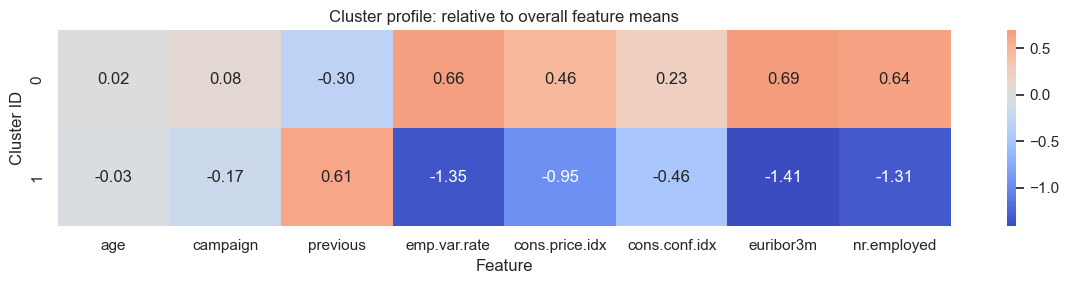 Cluster profile: relative to overall feature means
Cluster ID
0
0.02 0.08 -0.30 0.66 0.46 0.23 0.69 0.64
1
-0.03 -0.17 0.61 -1.35 -0.95 -0.46 -1.41 -1.31
age campaign previous emp.var.rate cons.price.idx cons.conf.idx euribor3m nr.employed
Feature
0.5
0.0
−0.5
−1.0